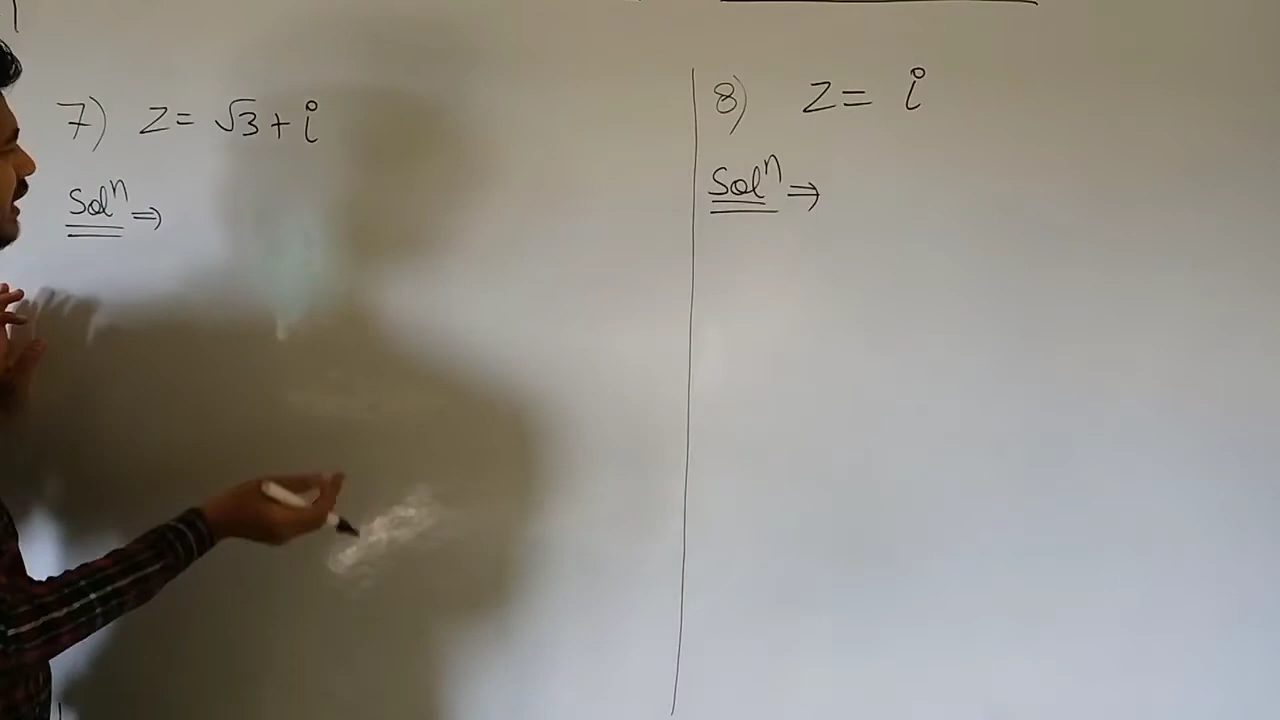 7) z = √3 + i
Solⁿ ⇒
8) z = i
Solⁿ ⇒